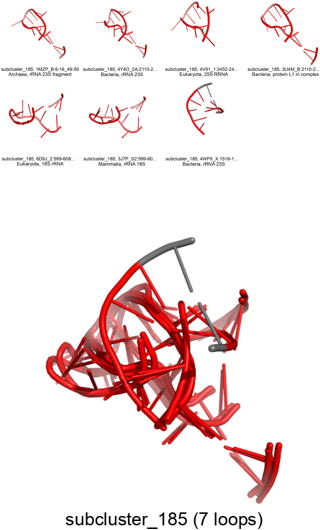 subcluster_185, 1MZP_B:6-16_49-50
Archaea, rRNA 23S fragment
subcluster_185, 4Y4O_2A:2110-2...
Bacteria, rRNA 23S
subcluster_185, 4V91_1:2452-24...
Eukaryota, 25S RRNA
subcluster_185, 3U4M_B:2110-2...
Bacteria, protein L1 in complex
subcluster_185, 6D9J_2:599-608...
Eukaryota, 18S rRNA
subcluster_185, 3J7P_S2:599-60...
Mammalia, rRNA 18S
subcluster_185, 4WF9_X:1516-1...
Bacteria, rRNA 23S
subcluster_185 (7 loops)